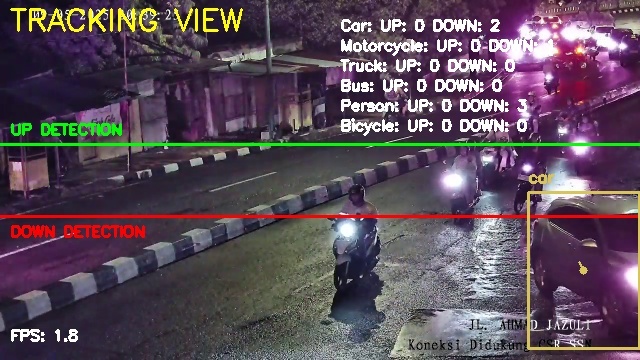 TRACKING VIEW
Car: UP: 0 DOWN: 2
Motorcycle: UP: 0 DOWN:
Truck: UP: 0 DOWN: 0
Bus: UP: 0 DOWN: 0
Person: UP: 0 DOWN: 3
Bicycle: UP: 0 DOWN: 0
UP DETECTION
car
DOWN DETECTION
FPS: 1.8
JL. AHMAD JAZULI
Koneksi Didukung